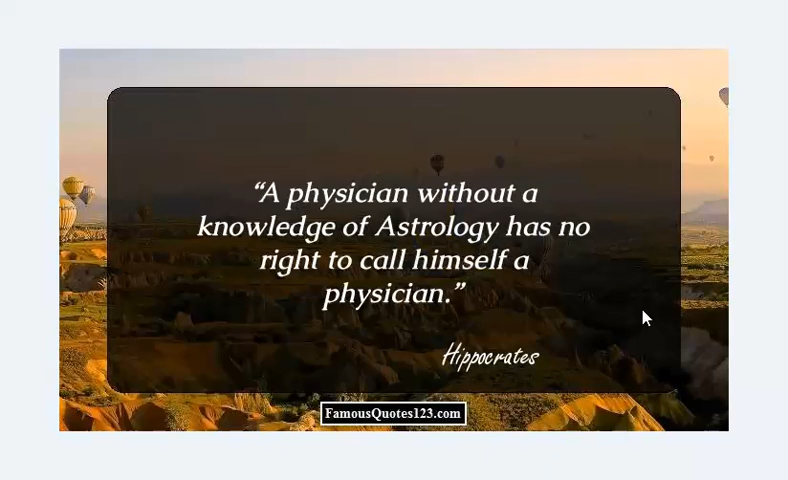 “A physician without a
knowledge of Astrology has no
right to call himself a
physician.”
Hippocrates
FamousQuotes123.com